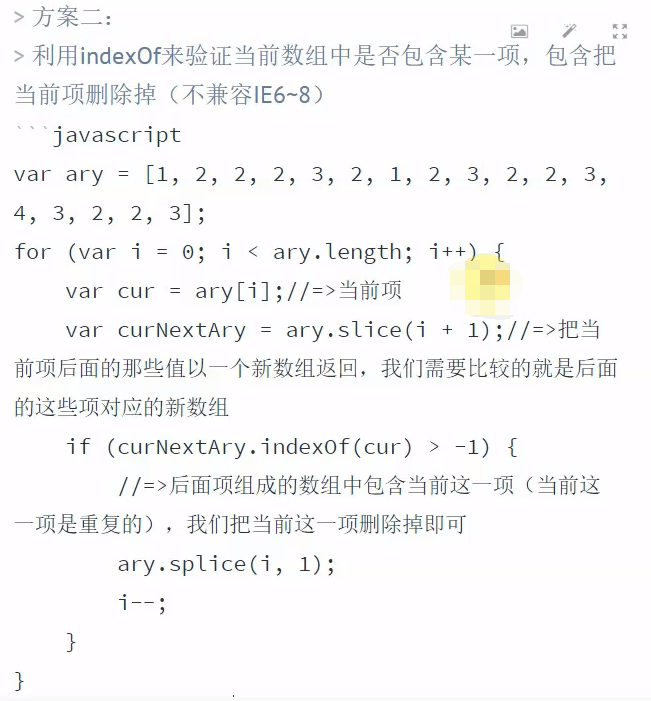 > 方案二：
> 利用indexOf来验证当前数组中是否包含某一项，包含把
当前项删除掉（不兼容IE6~8）
```javascript
var ary = [1, 2, 2, 2, 3, 2, 1, 2, 3, 2, 2, 3,
4, 3, 2, 2, 3];
for (var i = 0; i < ary.length; i++) {
    var cur = ary[i];//=>当前项
    var curNextAry = ary.slice(i + 1);//=>把当
前项后面的那些值以一个新数组返回，我们需要比较的就是后面
的这些项对应的新数组
    if (curNextAry.indexOf(cur) > -1) {
        //=>后面项组成的数组中包含当前这一项（当前这
一项是重复的），我们把当前这一项删除掉即可
        ary.splice(i, 1);
        i--;
    }
}